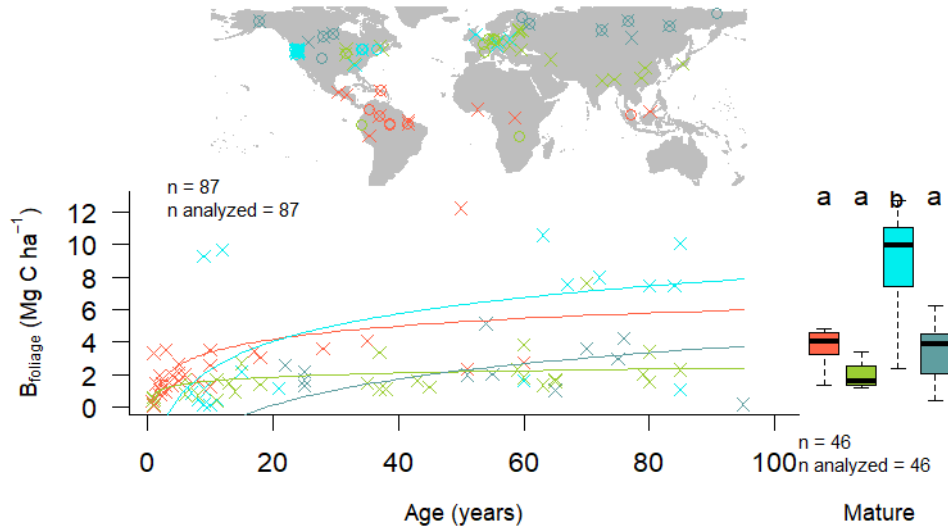 n = 87
n analyzed = 87
a a b a
12
10
8
6
4
2
0
B foliage (Mg C ha⁻¹)
0 20 40 60 80 100
n = 46
n analyzed = 46
Age (years)
Mature